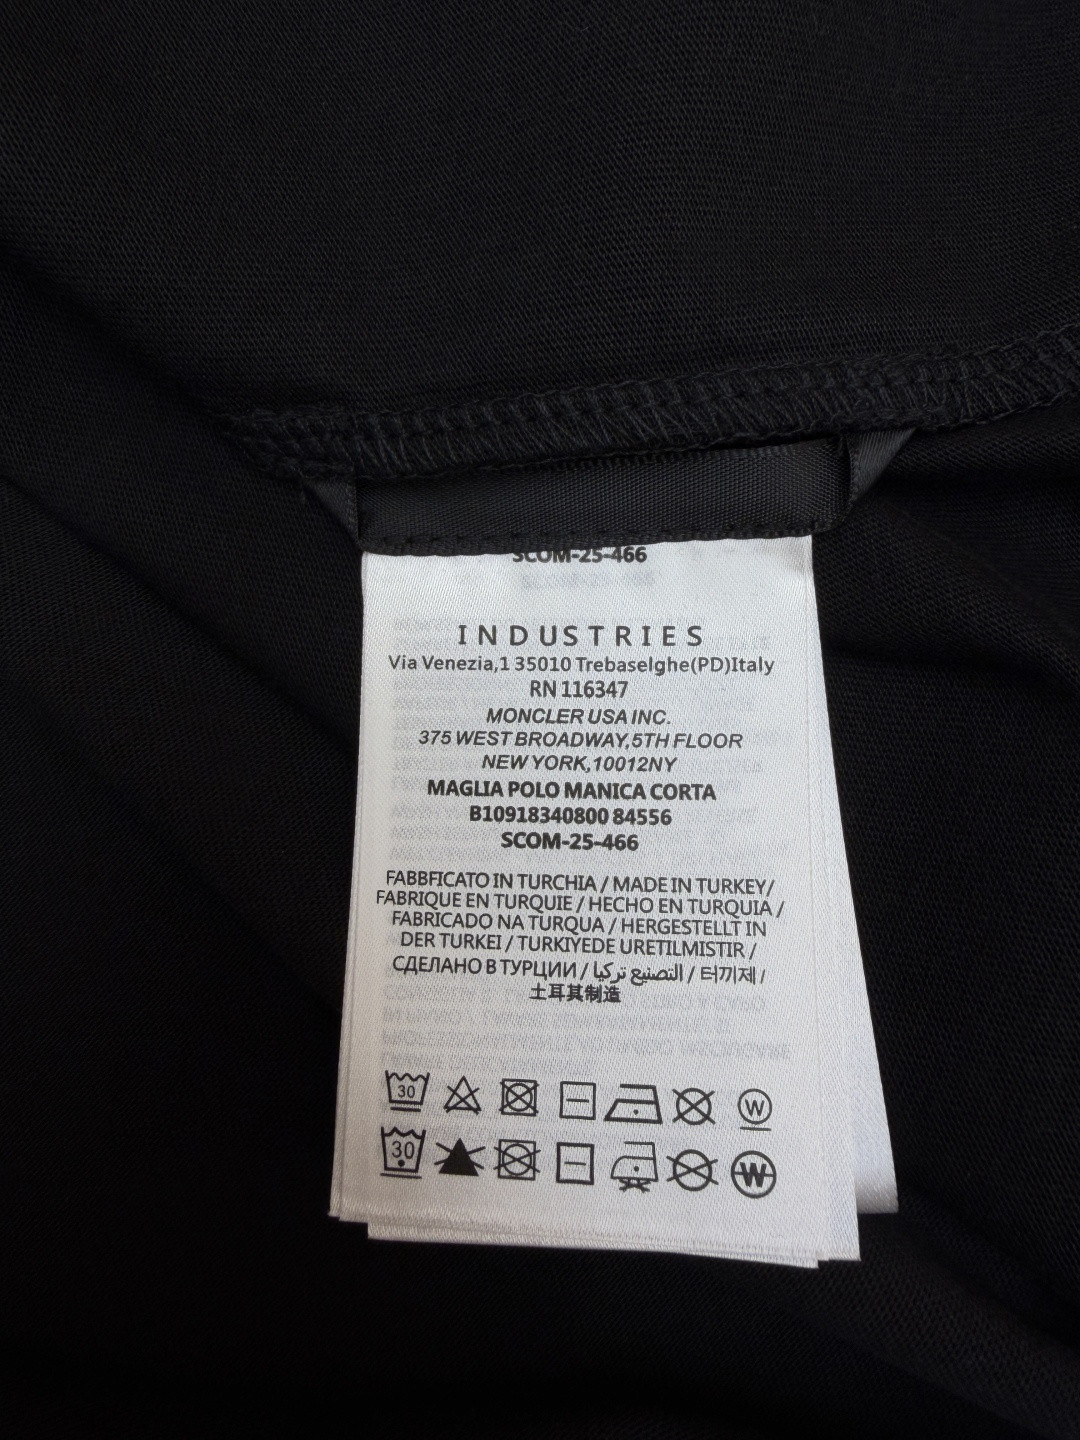 SCOM-25-466
INDUSTRIES
Via Venezia,1 35010 Trebaselghe(PD)Italy
RN 116347
MONCLER USA INC.
375 WEST BROADWAY,5TH FLOOR
NEW YORK,10012NY
MAGLIA POLO MANICA CORTA
B10918340800 84556
SCOM-25-466
FABBFICATO IN TURCHIA / MADE IN TURKEY/
FABRIQUE EN TURQUIE / HECHO EN TURQUIA /
FABRICADO NA TURQUA / HERGESTELLT IN
DER TURKEI / TURKIYEDE URETILMISTIR /
СДЕЛАНО В ТУРЦИИ / التصنيع تركيا / 터끼제 /
土耳其制造
30 W
30 W